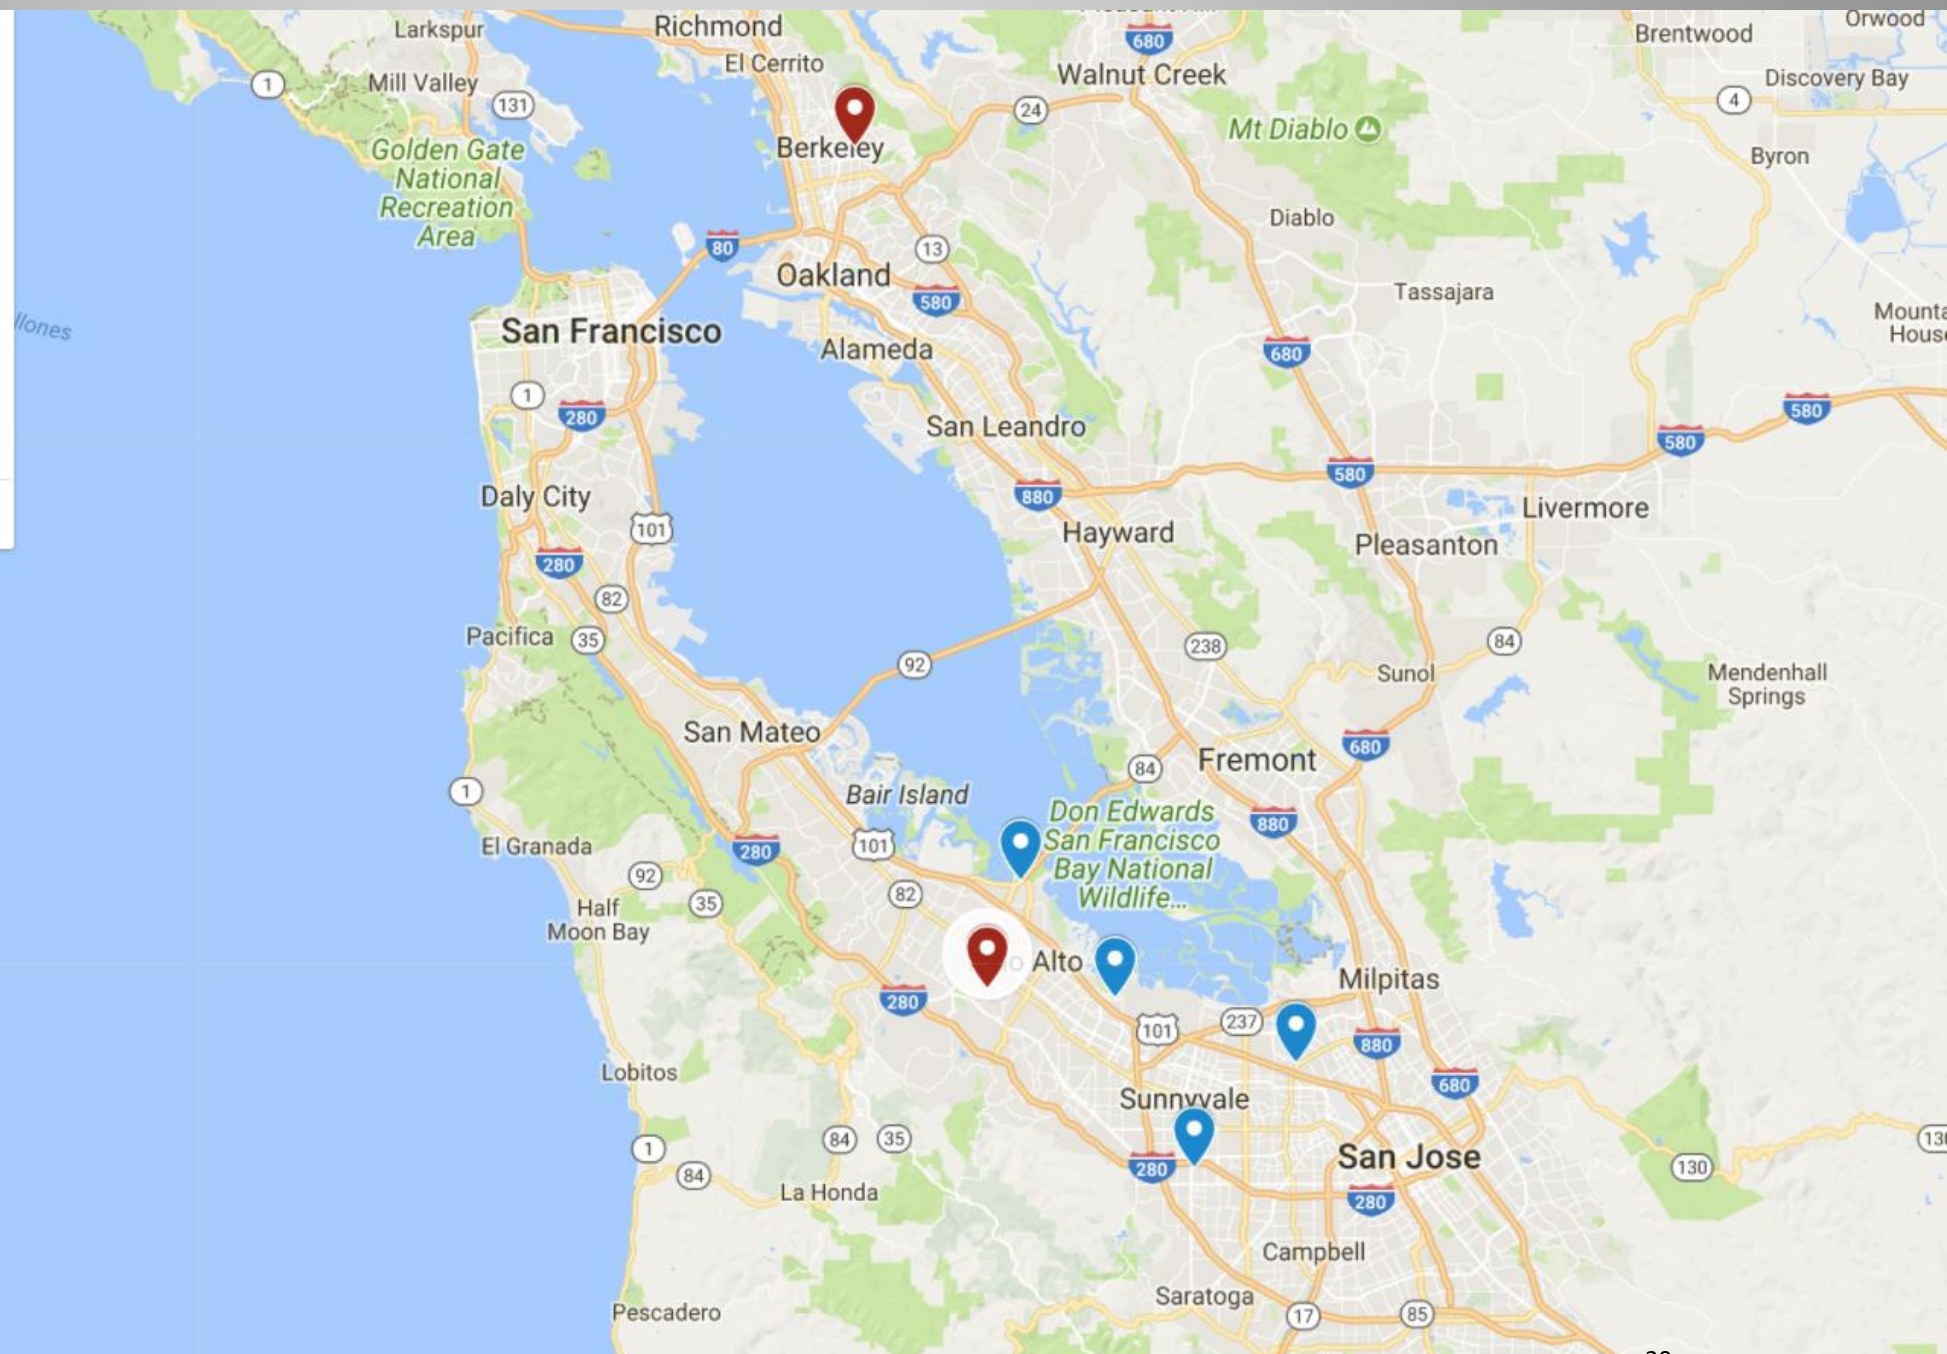 Larkspur
Richmond
680
Brentwood
Orwood
El Cerrito
Walnut Creek
Discovery Bay
1
Mill Valley
131
24
4
Mt Diablo
Golden Gate
National
Recreation
Area
Berkeley
Byron
Diablo
80
13
Oakland
580
Tassajara
Mounta
House
llones
San Francisco
Alameda
680
1
280
580
San Leandro
580
580
Daly City
880
Livermore
101
Hayward
Pleasanton
280
82
Pacifica
35
238
84
92
Sunol
Mendenhall
Springs
San Mateo
680
Fremont
84
1
Bair Island
Don Edwards
San Francisco
Bay National
Wildlife...
880
El Granada
280
101
92
82
35
Half
Moon Bay
o Alto
Milpitas
280
101
237
880
Lobitos
680
Sunnyvale
84
35
130
130
1
280
San Jose
84
La Honda
280
Campbell
Saratoga
Pescadero
17
85